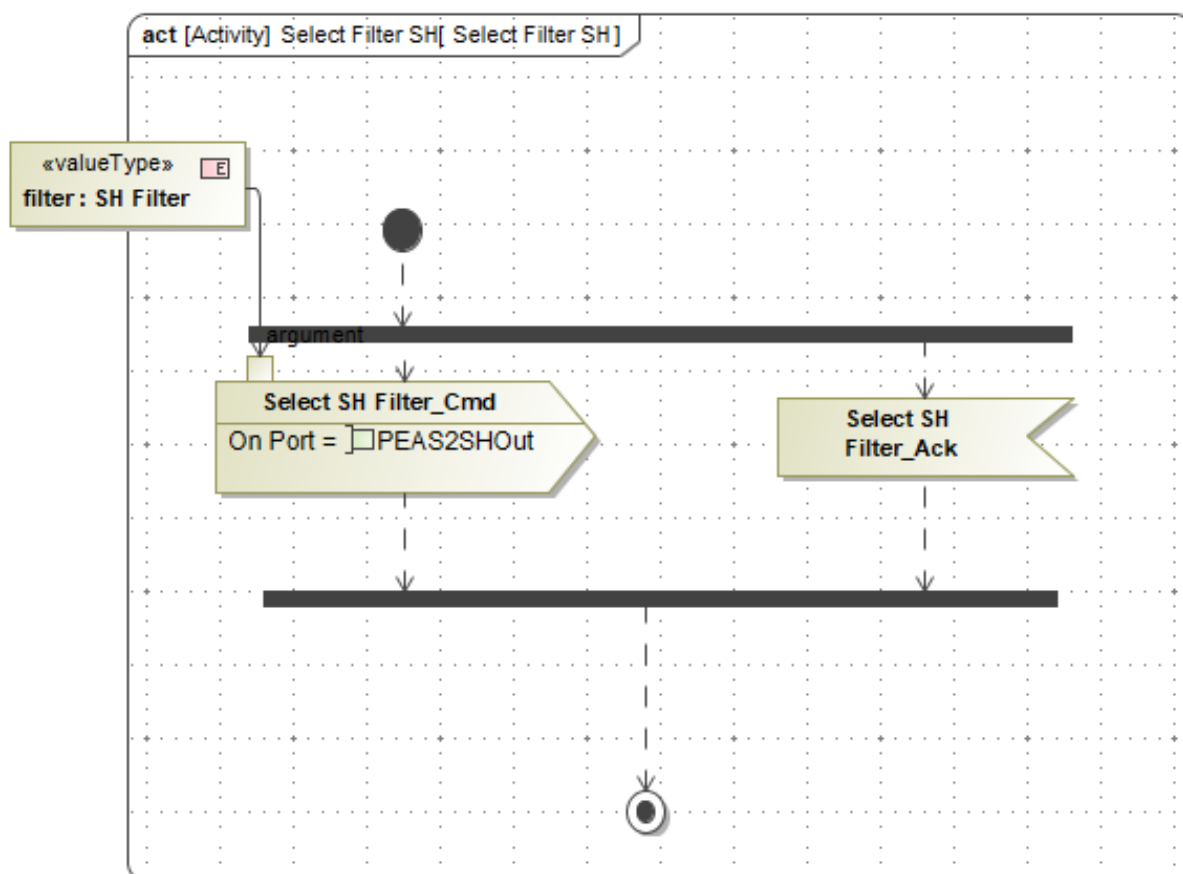 act [Activity] Select Filter SH[ Select Filter SH ]
«valueType»
E
filter : SH Filter
argument
Select SH Filter_Cmd
On Port = PEAS2SHOut
Select SH
Filter_Ack